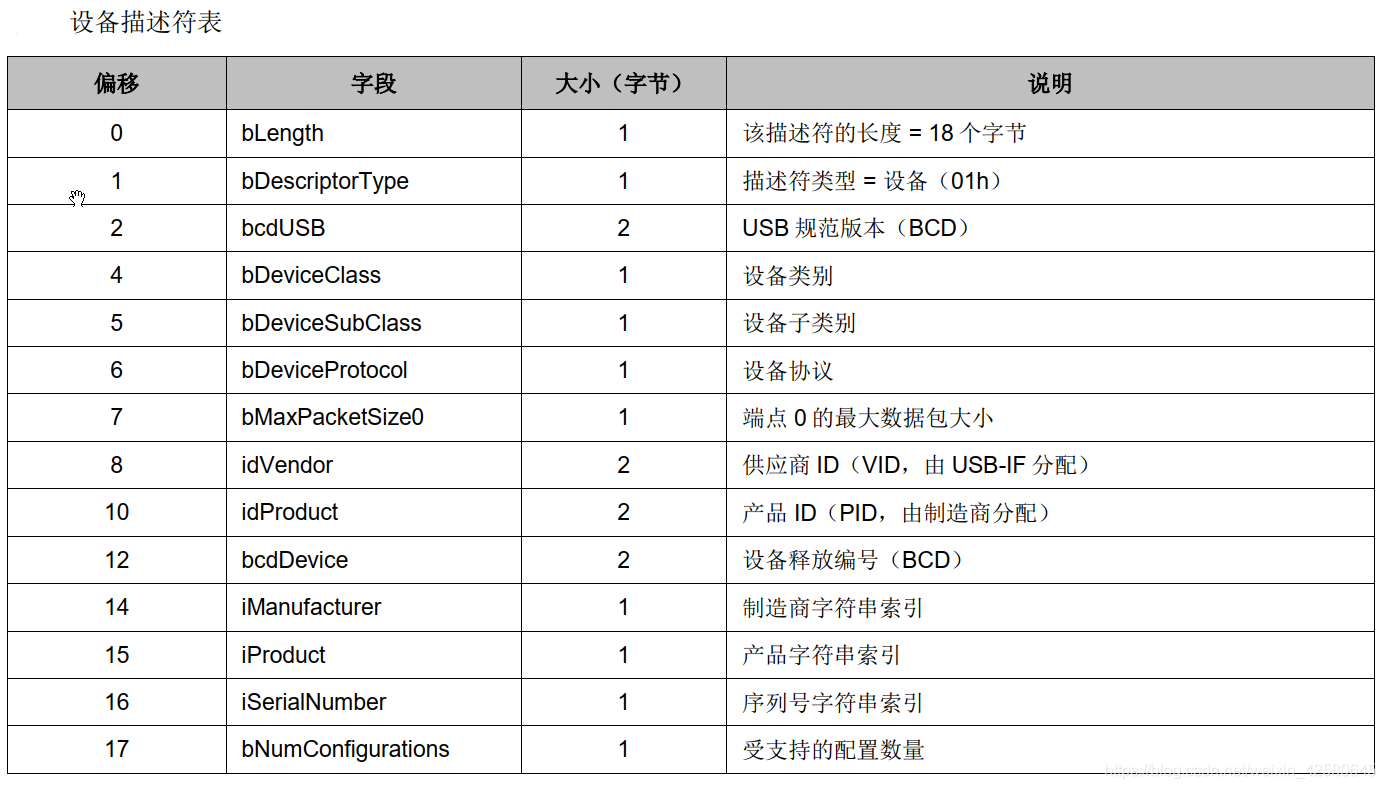 设备描述符表
偏移 字段 大小（字节） 说明
0 bLength 1 该描述符的长度 = 18 个字节
1 bDescriptorType 1 描述符类型 = 设备（01h）
2 bcdUSB 2 USB 规范版本（BCD）
4 bDeviceClass 1 设备类别
5 bDeviceSubClass 1 设备子类别
6 bDeviceProtocol 1 设备协议
7 bMaxPacketSize0 1 端点 0 的最大数据包大小
8 idVendor 2 供应商 ID（VID，由 USB-IF 分配）
10 idProduct 2 产品 ID（PID，由制造商分配）
12 bcdDevice 2 设备释放编号（BCD）
14 iManufacturer 1 制造商字符串索引
15 iProduct 1 产品字符串索引
16 iSerialNumber 1 序列号字符串索引
17 bNumConfigurations 1 受支持的配置数量